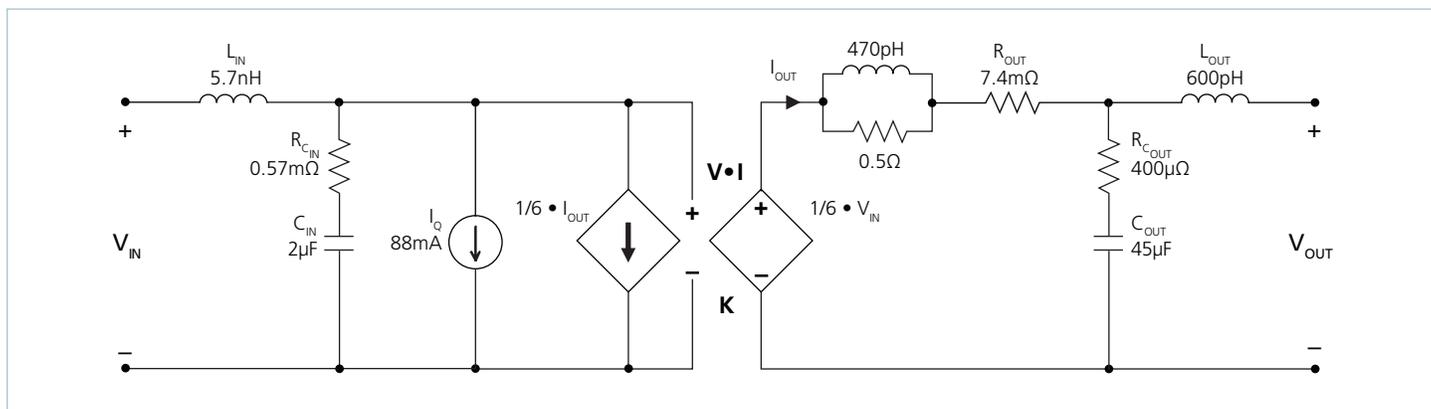 L_IN
5.7nH
+
V_IN
–
R_C_IN
0.57mΩ
C_IN
2µF
I_Q
88mA
1/6 • I_OUT
+
–
V•I
K
+
–
1/6 • V_IN
I_OUT
470pH
0.5Ω
R_OUT
7.4mΩ
R_C_OUT
400µΩ
C_OUT
45µF
L_OUT
600pH
+
V_OUT
–